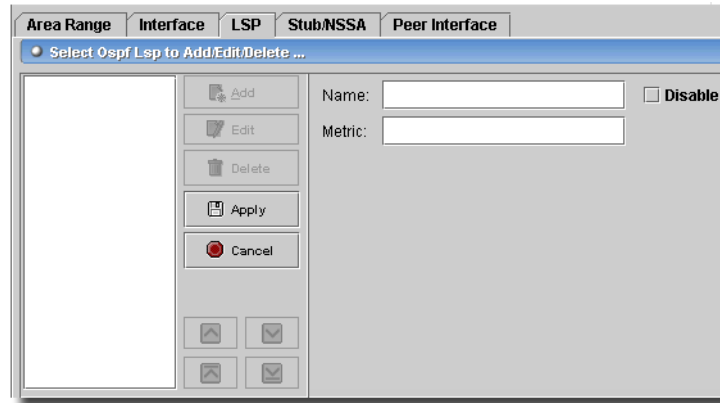 Area Range Interface LSP Stub/NSSA Peer Interface
Select Ospf Lsp to Add/Edit/Delete ...
Add
Edit
Delete
Apply
Cancel
Name:
Disable
Metric: